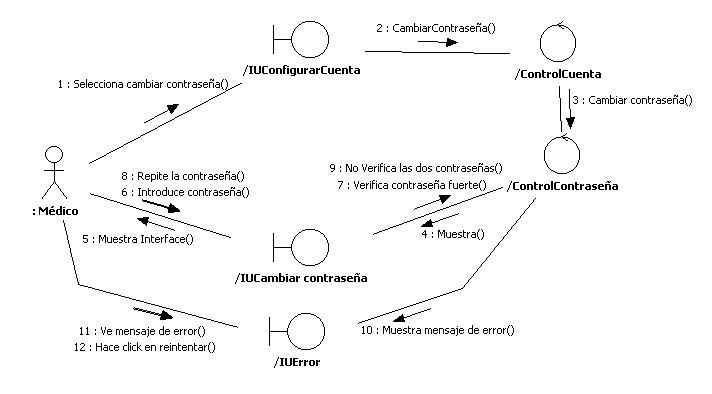 2 : CambiarContraseña()
/IUConfigurarCuenta
/ControlCuenta
1 : Selecciona cambiar contraseña()
3 : Cambiar contraseña()
8 : Repite la contraseña()
6 : Introduce contraseña()
9 : No Verifica las dos contraseñas()
7 : Verifica contraseña fuerte()
/ControlContraseña
: Médico
5 : Muestra Interface()
4 : Muestra()
/IUCambiar contraseña
11 : Ve mensaje de error()
12 : Hace click en reintentar()
10 : Muestra mensaje de error()
/IUError